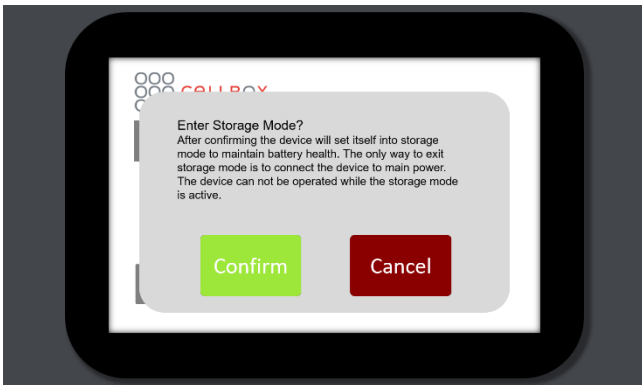 CELLBOX
Enter Storage Mode?
After confirming the device will set itself into storage
mode to maintain battery health. The only way to exit
storage mode is to connect the device to main power.
The device can not be operated while the storage mode
is active.
Confirm
Cancel